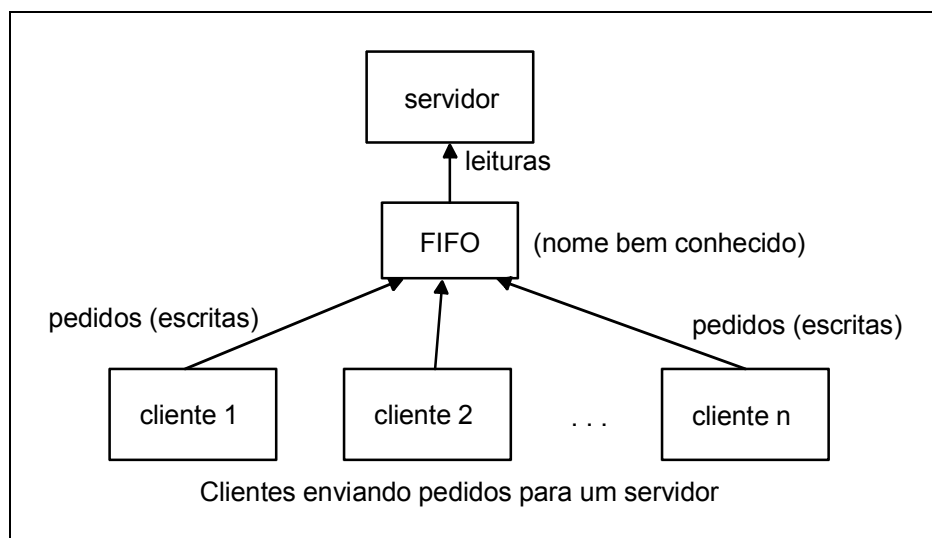 servidor
leituras
FIFO (nome bem conhecido)
pedidos (escritas) pedidos (escritas)
cliente 1 cliente 2 . . . cliente n
Clientes enviando pedidos para um servidor